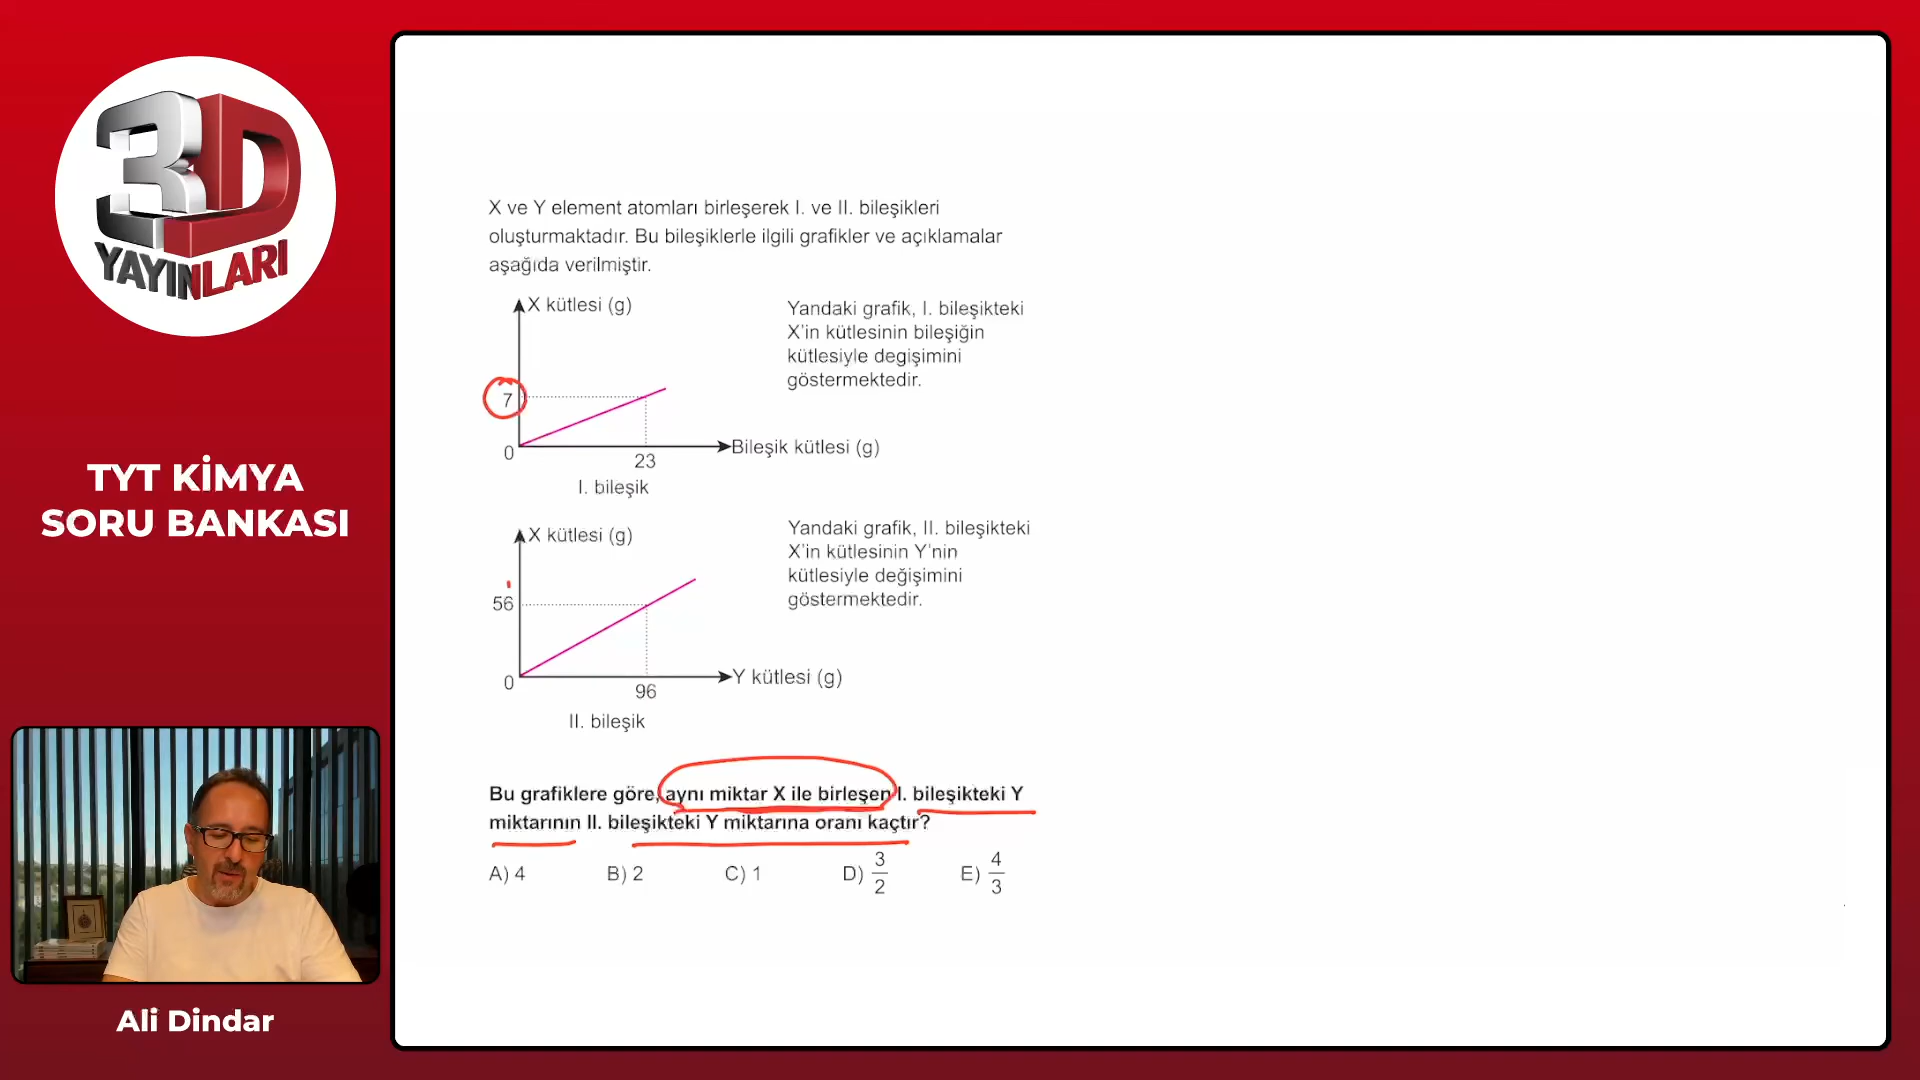 3D
YAYINLARI
TYT KİMYA
SORU BANKASI
Ali Dindar
X ve Y element atomları birleşerek I. ve II. bileşikleri
oluşturmaktadır. Bu bileşiklerle ilgili grafikler ve açıklamalar
aşağıda verilmiştir.
X kütlesi (g)
7
0
23
Bileşik kütlesi (g)
I. bileşik
Yandaki grafik, I. bileşikteki
X'in kütlesinin bileşiğin
kütlesiyle degişimini
göstermektedir.
X kütlesi (g)
56
0
96
Y kütlesi (g)
II. bileşik
Yandaki grafik, II. bileşikteki
X'in kütlesinin Y'nin
kütlesiyle değişimini
göstermektedir.
Bu grafiklere göre, aynı miktar X ile birleşen I. bileşikteki Y
miktarının II. bileşikteki Y miktarına oranı kaçtır?
A) 4 B) 2 C) 1 D) 3/2 E) 4/3